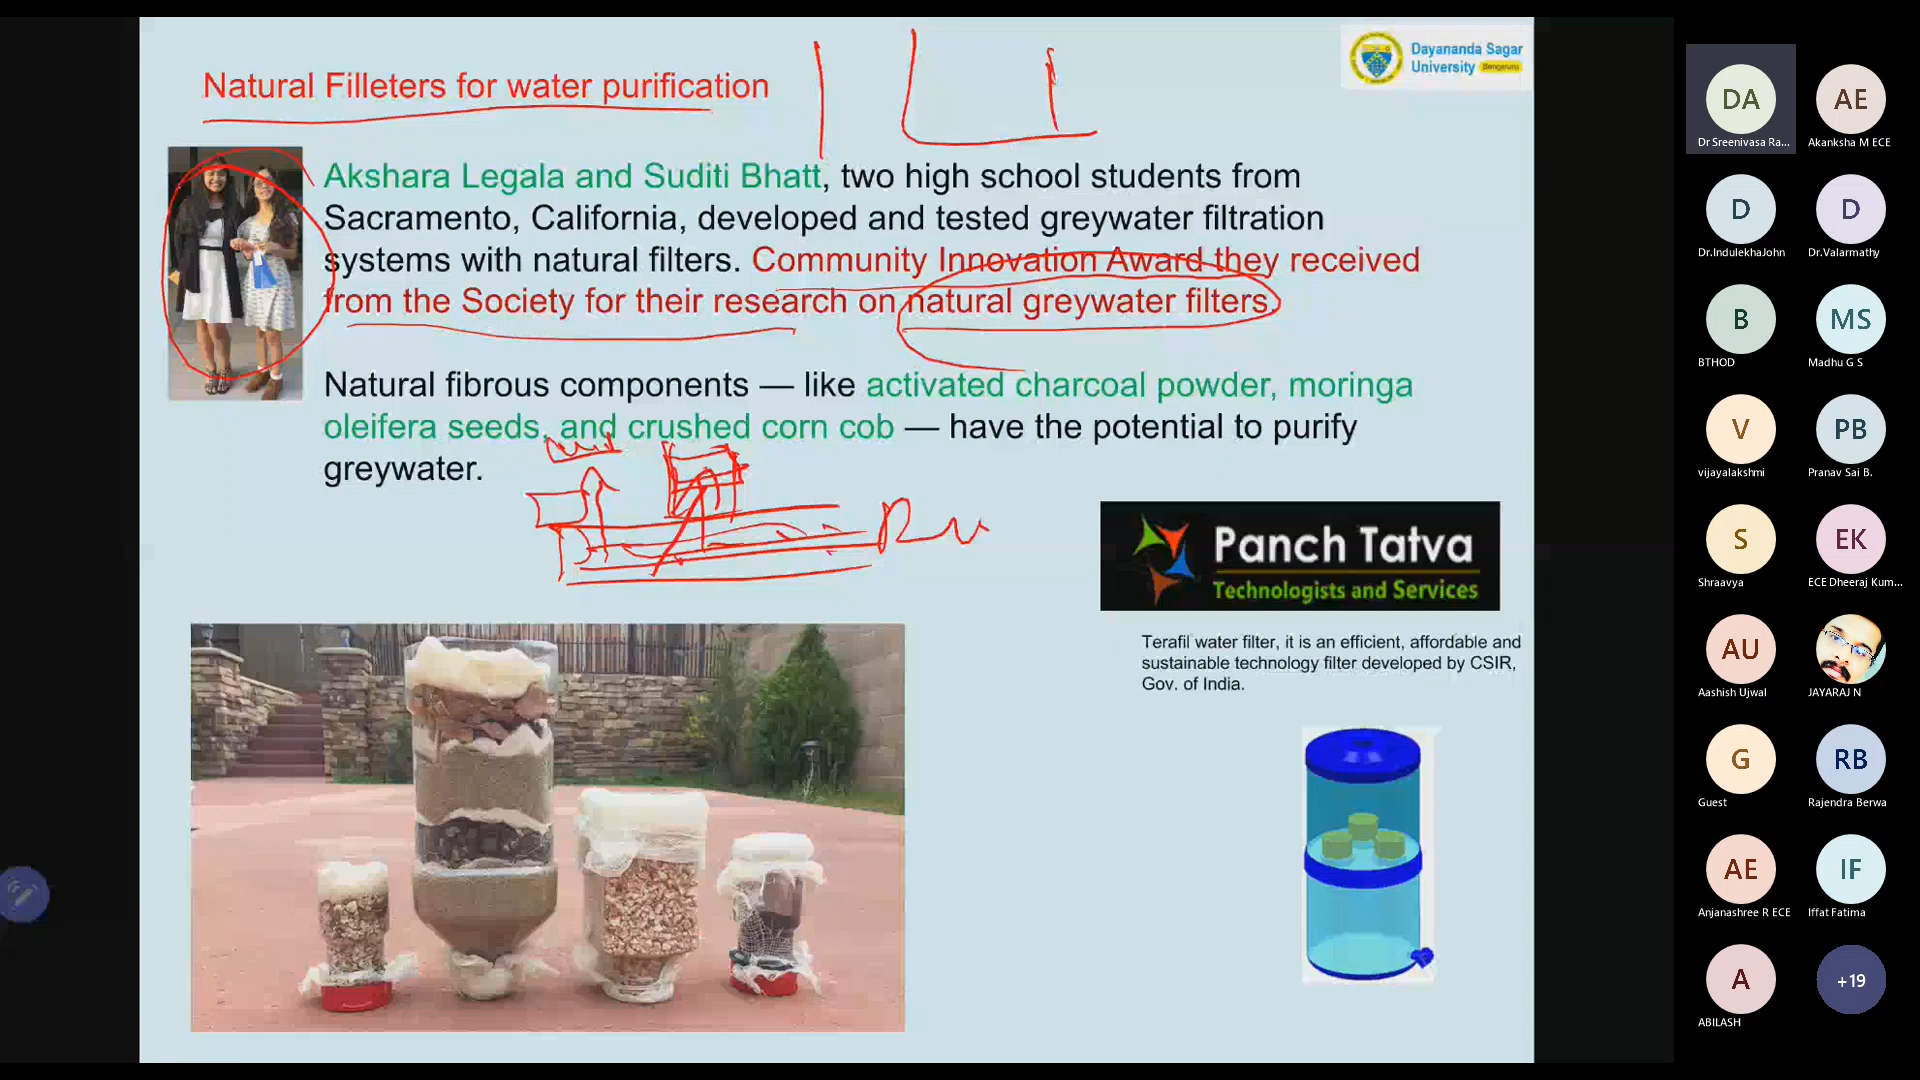 Dayananda Sagar
University Bengaluru
Natural Filleters for water purification
Akshara Legala and Suditi Bhatt, two high school students from
Sacramento, California, developed and tested greywater filtration
systems with natural filters. Community Innovation Award they received
from the Society for their research on natural greywater filters.
Natural fibrous components — like activated charcoal powder, moringa
oleifera seeds, and crushed corn cob — have the potential to purify
greywater.
Panch Tatva
Technologists and Services
Terafil water filter, it is an efficient, affordable and
sustainable technology filter developed by CSIR,
Gov. of India.
DA
Dr Sreenivasa Ra...
AE
Akanksha M ECE
D
Dr.IndulekhaJohn
D
Dr.Valarmathy
B
BTHOD
MS
Madhu G S
V
vijayalakshmi
PB
Pranav Sai B.
S
Shraavya
EK
ECE Dheeraj Kum...
AU
Aashish Ujwal
JAYARAJ N
G
Guest
RB
Rajendra Berwa
AE
Anjanashree R ECE
IF
Iffat Fatima
A
ABILASH
+19